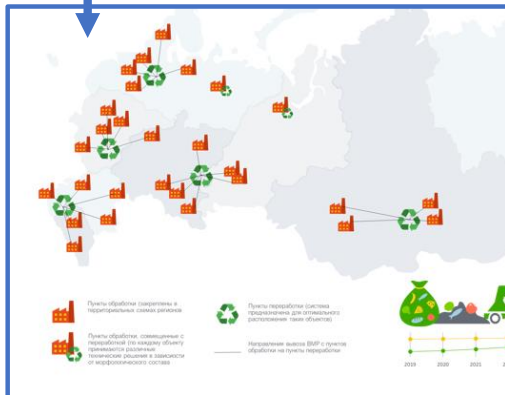 Пункты обработки (закреплены в
территориальных схемах регионов)
Пункты переработки (система
предназначена для оптимального
расположения таких объектов)
Пункты обработки, совмещенные с
переработкой (по каждому объекту
принимаются различные
технические решения в зависимости
от морфологического состава)
Направления вывоза ВМР с пунктов
обработки на пункты переработки
2019 2020 2021